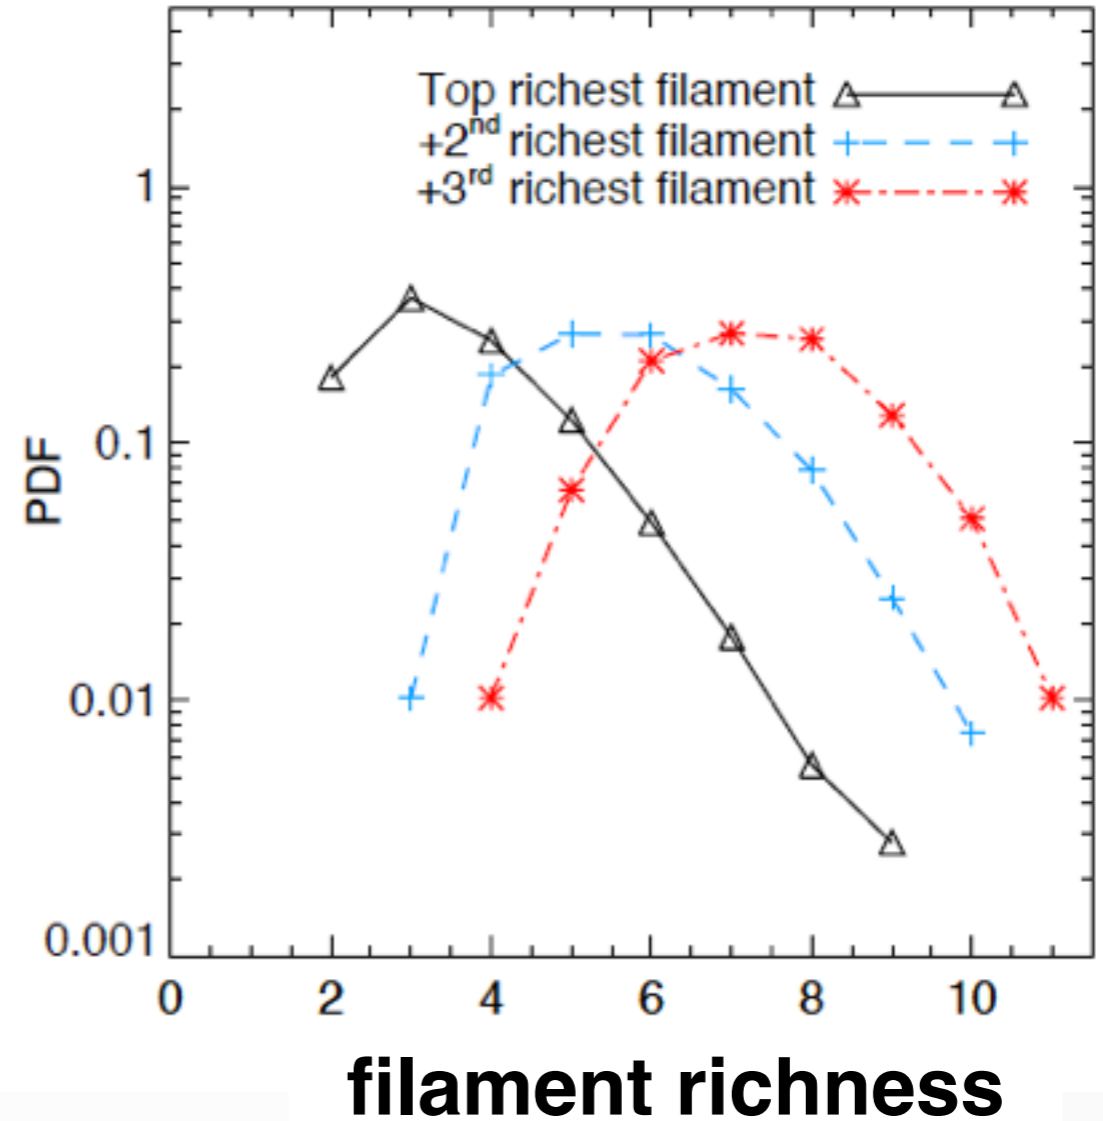 Top richest filament
+2nd richest filament
+3rd richest filament
1
0.1
0.01
0.001
PDF
0 2 4 6 8 10
filament richness